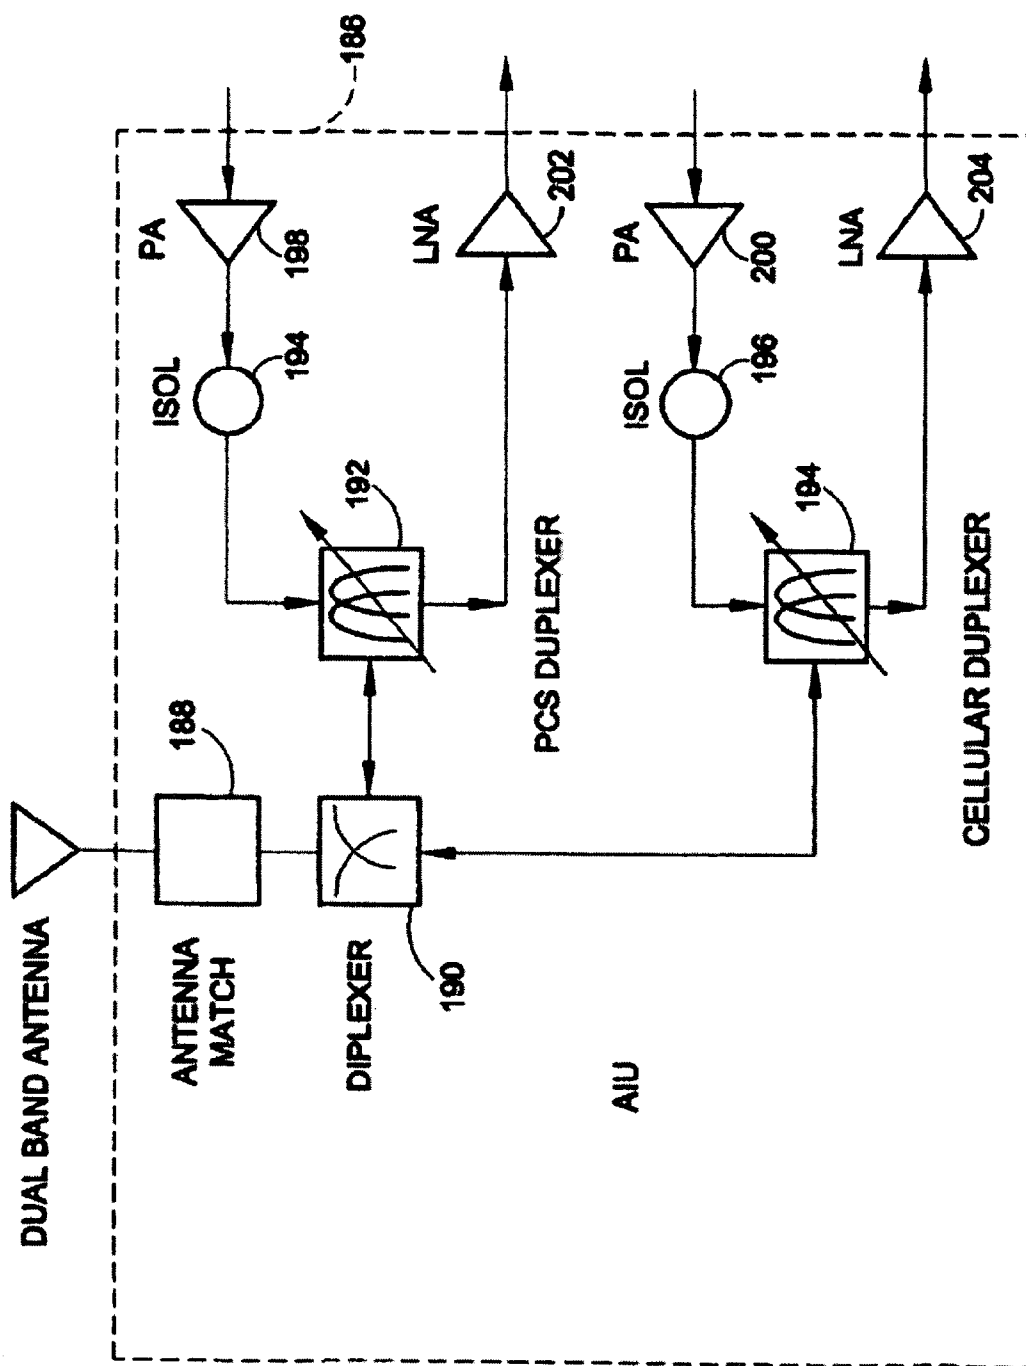 DUAL BAND ANTENNA
ANTENNA
MATCH
188
ISOL
PA
194
198
186
DIPLEXER
190
192
LNA
202
PCS DUPLEXER
AIU
ISOL
PA
196
200
194
LNA
204
CELLULAR DUPLEXER